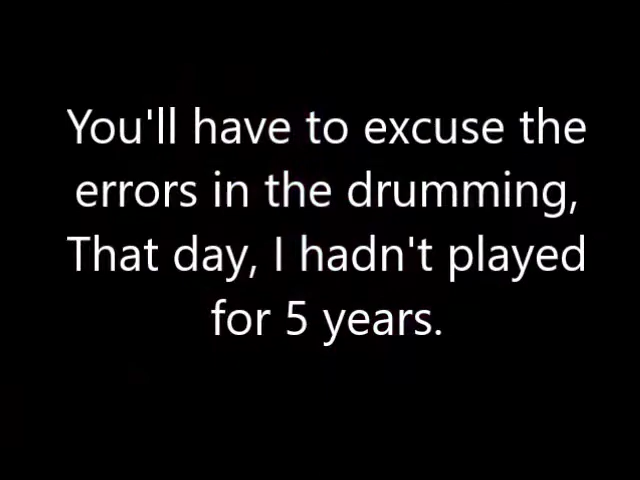 You'll have to excuse the
errors in the drumming,
That day, I hadn't played
for 5 years.